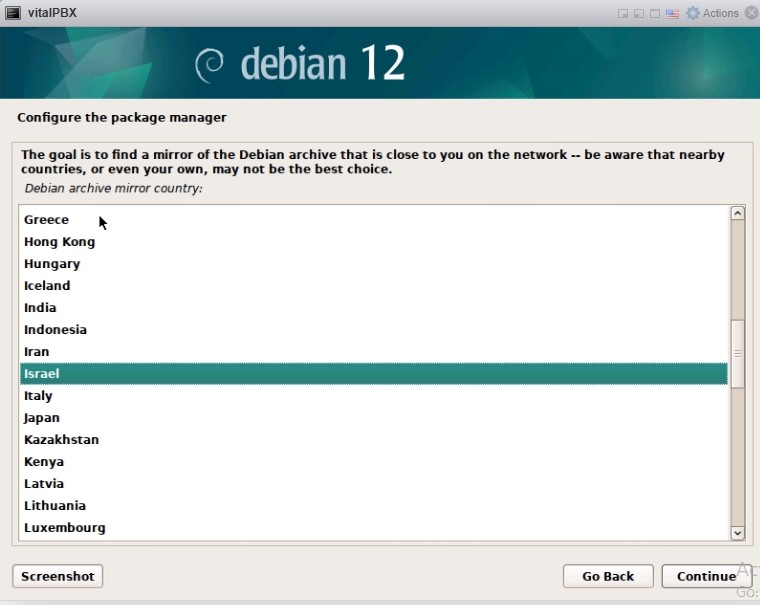 vitalPBX
Actions
debian 12
Configure the package manager
The goal is to find a mirror of the Debian archive that is close to you on the network -- be aware that nearby
countries, or even your own, may not be the best choice.
Debian archive mirror country:
Greece
Hong Kong
Hungary
Iceland
India
Indonesia
Iran
Israel
Italy
Japan
Kazakhstan
Kenya
Latvia
Lithuania
Luxembourg
Screenshot
Go Back
Continue